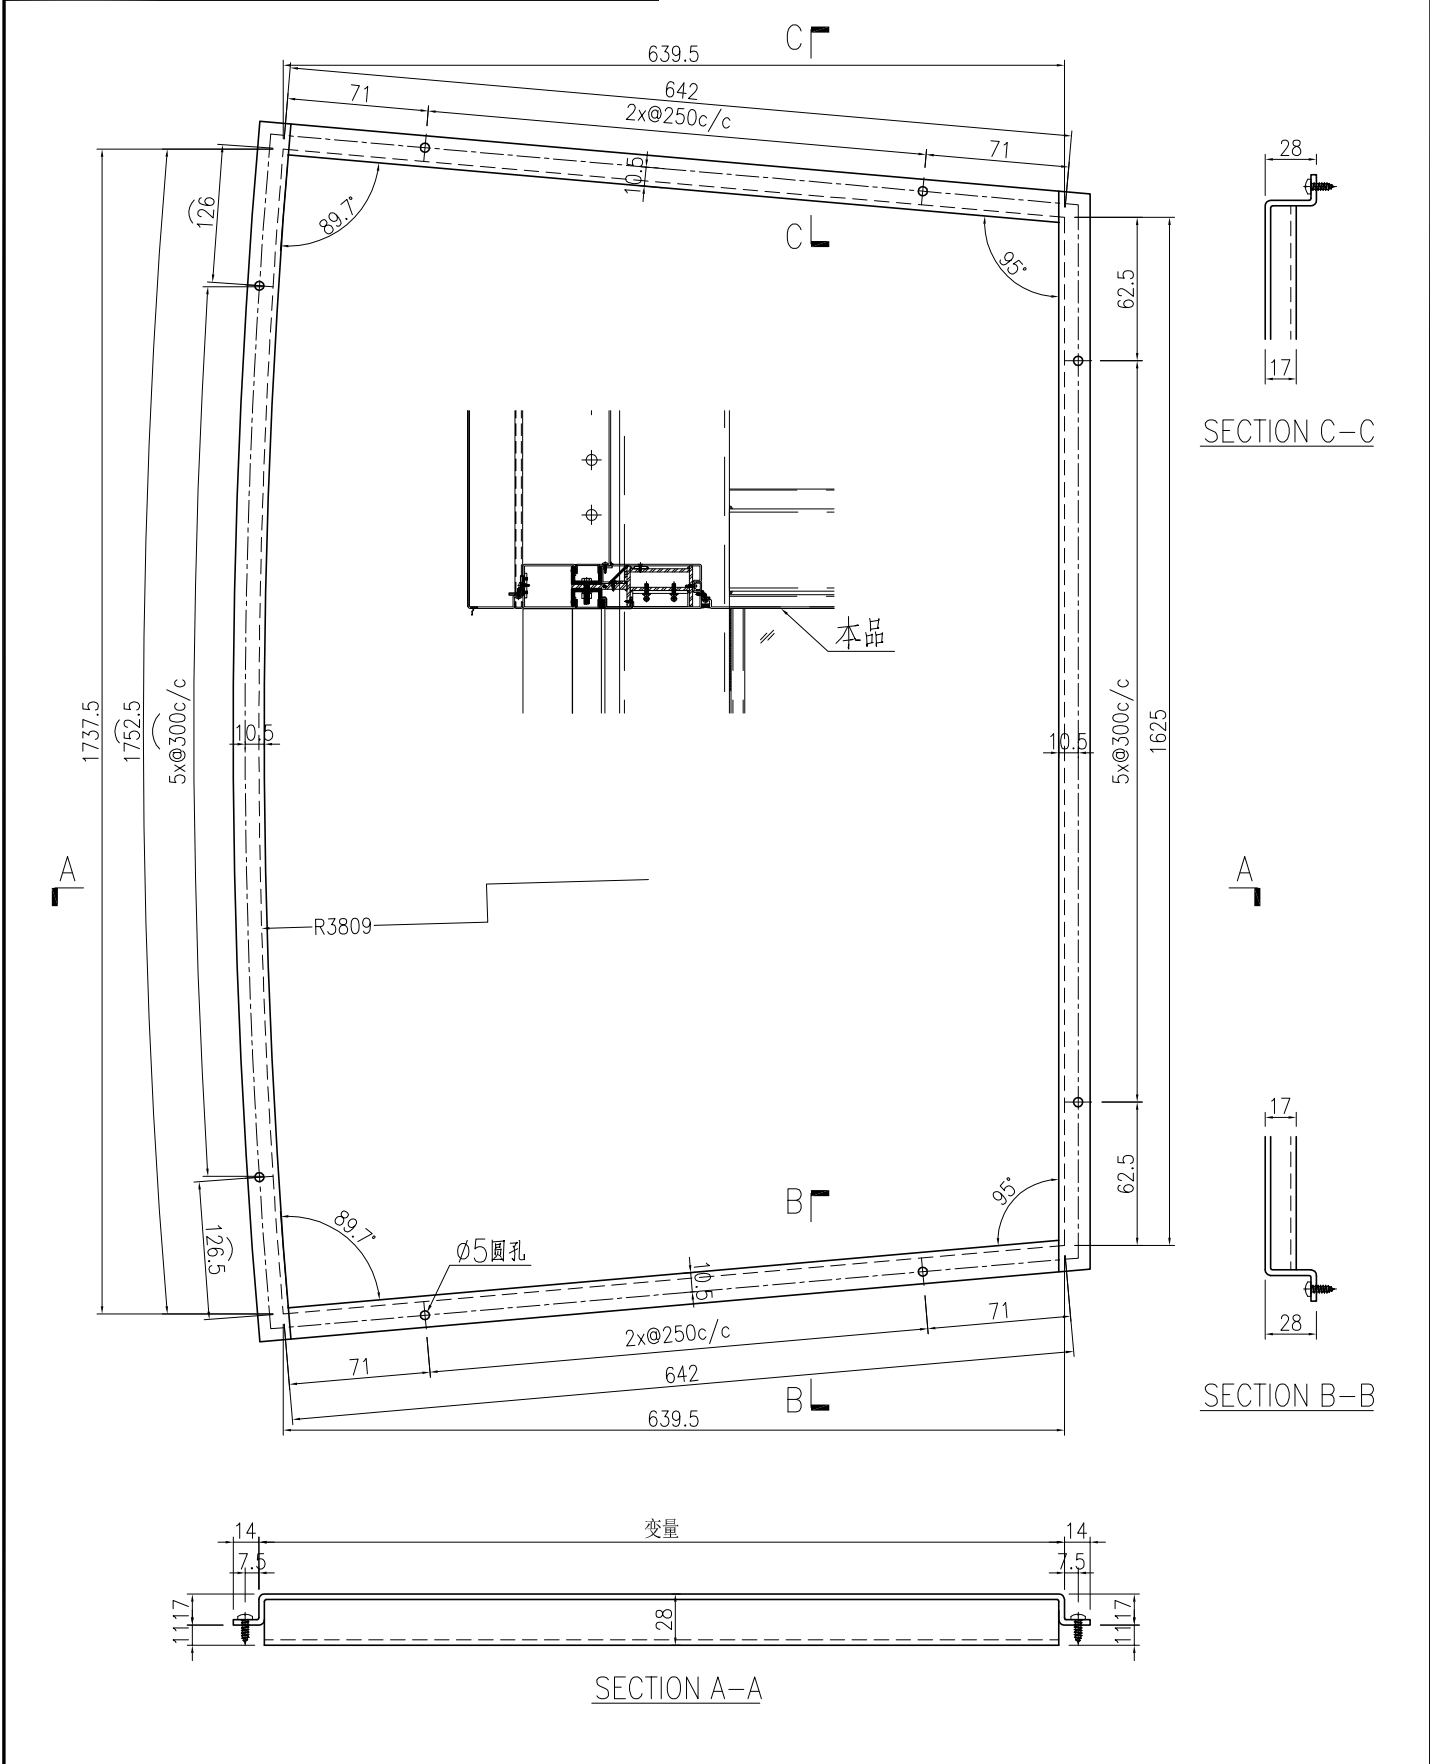 C
639.5
642
71
2x@250c/c
71
28
10.5
126
89.7°
C
95°
62.5
17
SECTION C-C
本品
1737.5
1752.5
5x@300c/c
10.5
10.5
5x@300c/c
1625
A
A
R3809
17
62.5
B
95°
89.7°
126.5
ø5圆孔
10.5
28
71
2x@250c/c
71
642
B
639.5
SECTION B-B
14
变量
14
7.5
7.5
17
11
28
17
11
SECTION A-A